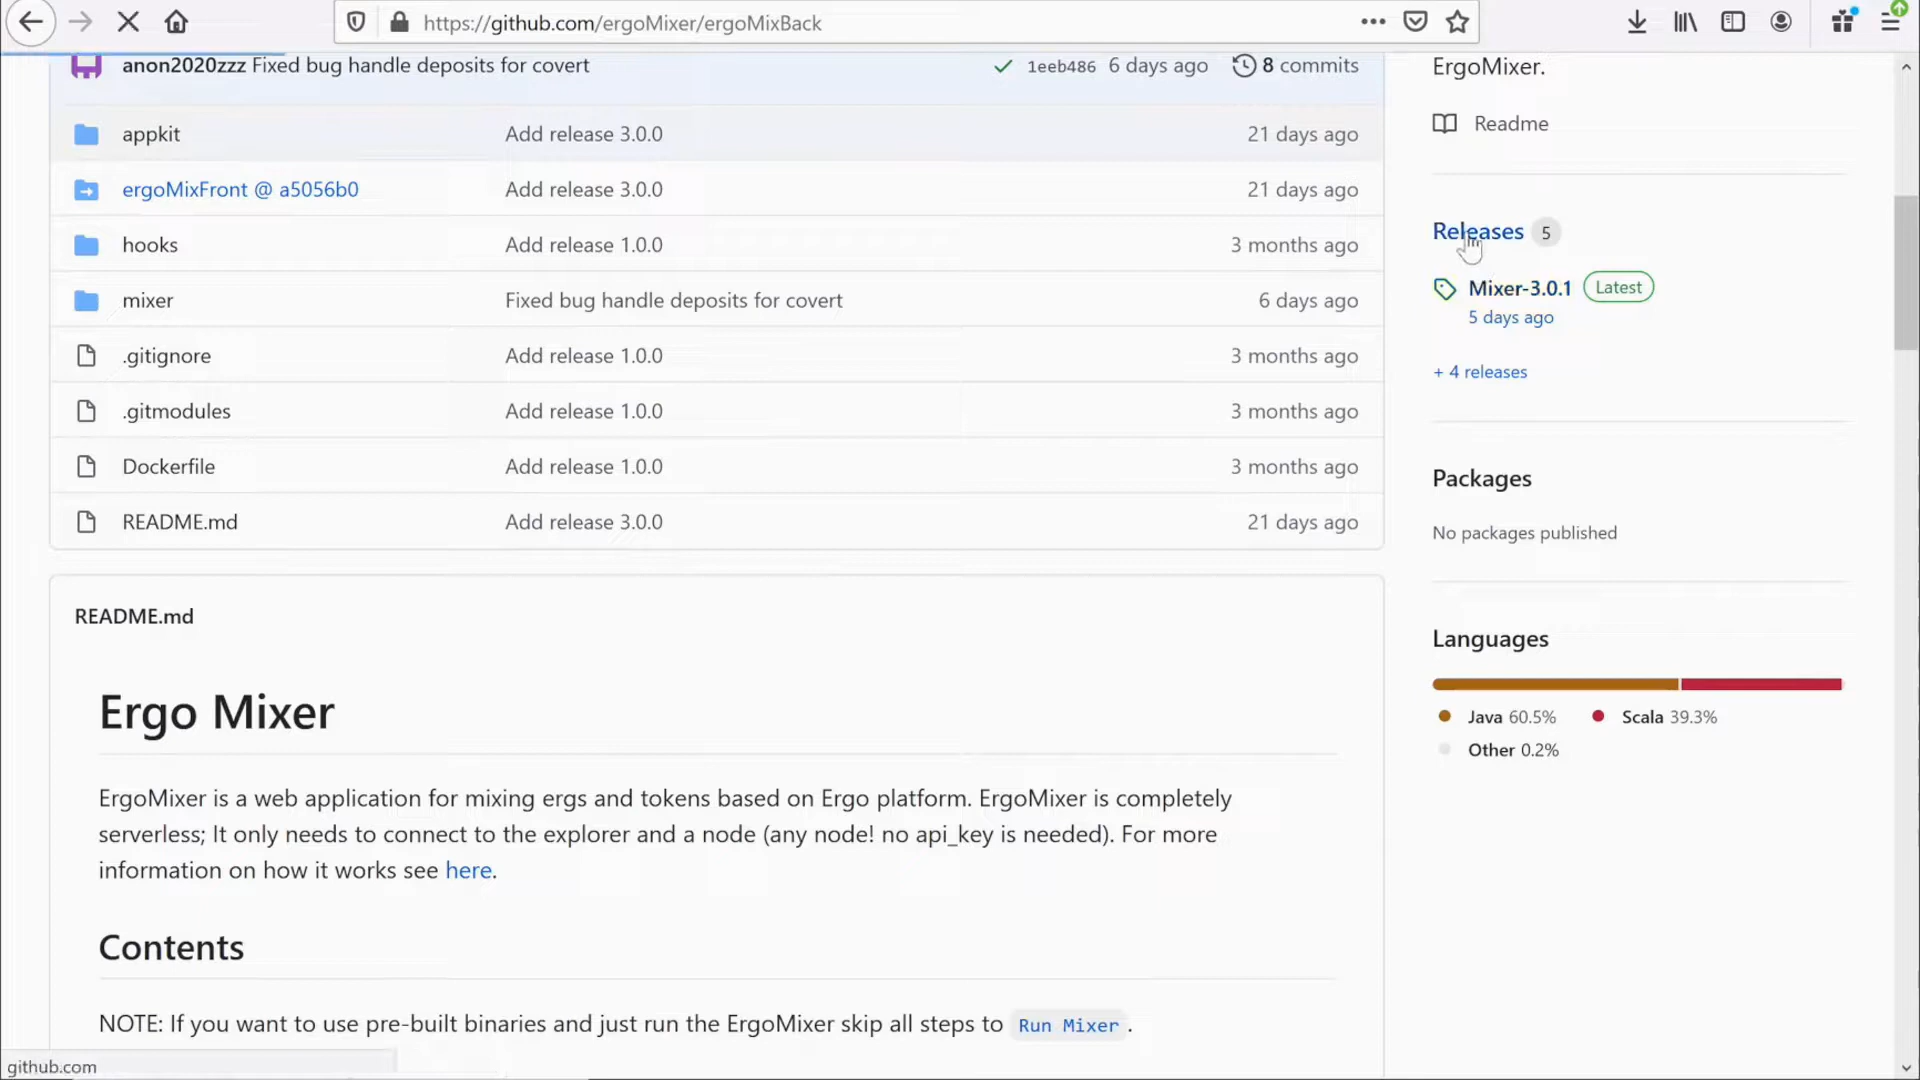 https://github.com/ergoMixer/ergoMixBack
anon2020zzz Fixed bug handle deposits for covert 1eeb486 6 days ago 8 commits
appkit Add release 3.0.0 21 days ago
ergoMixFront @ a5056b0 Add release 3.0.0 21 days ago
hooks Add release 1.0.0 3 months ago
mixer Fixed bug handle deposits for covert 6 days ago
.gitignore Add release 1.0.0 3 months ago
.gitmodules Add release 1.0.0 3 months ago
Dockerfile Add release 1.0.0 3 months ago
README.md Add release 3.0.0 21 days ago
README.md
Ergo Mixer
ErgoMixer is a web application for mixing ergs and tokens based on Ergo platform. ErgoMixer is completely
serverless; It only needs to connect to the explorer and a node (any node! no api_key is needed). For more
information on how it works see here.
Contents
NOTE: If you want to use pre-built binaries and just run the ErgoMixer skip all steps to Run Mixer .
ErgoMixer.
Readme
Releases 5
Mixer-3.0.1 Latest
5 days ago
+ 4 releases
Packages
No packages published
Languages
Java 60.5% Scala 39.3%
Other 0.2%
github.com